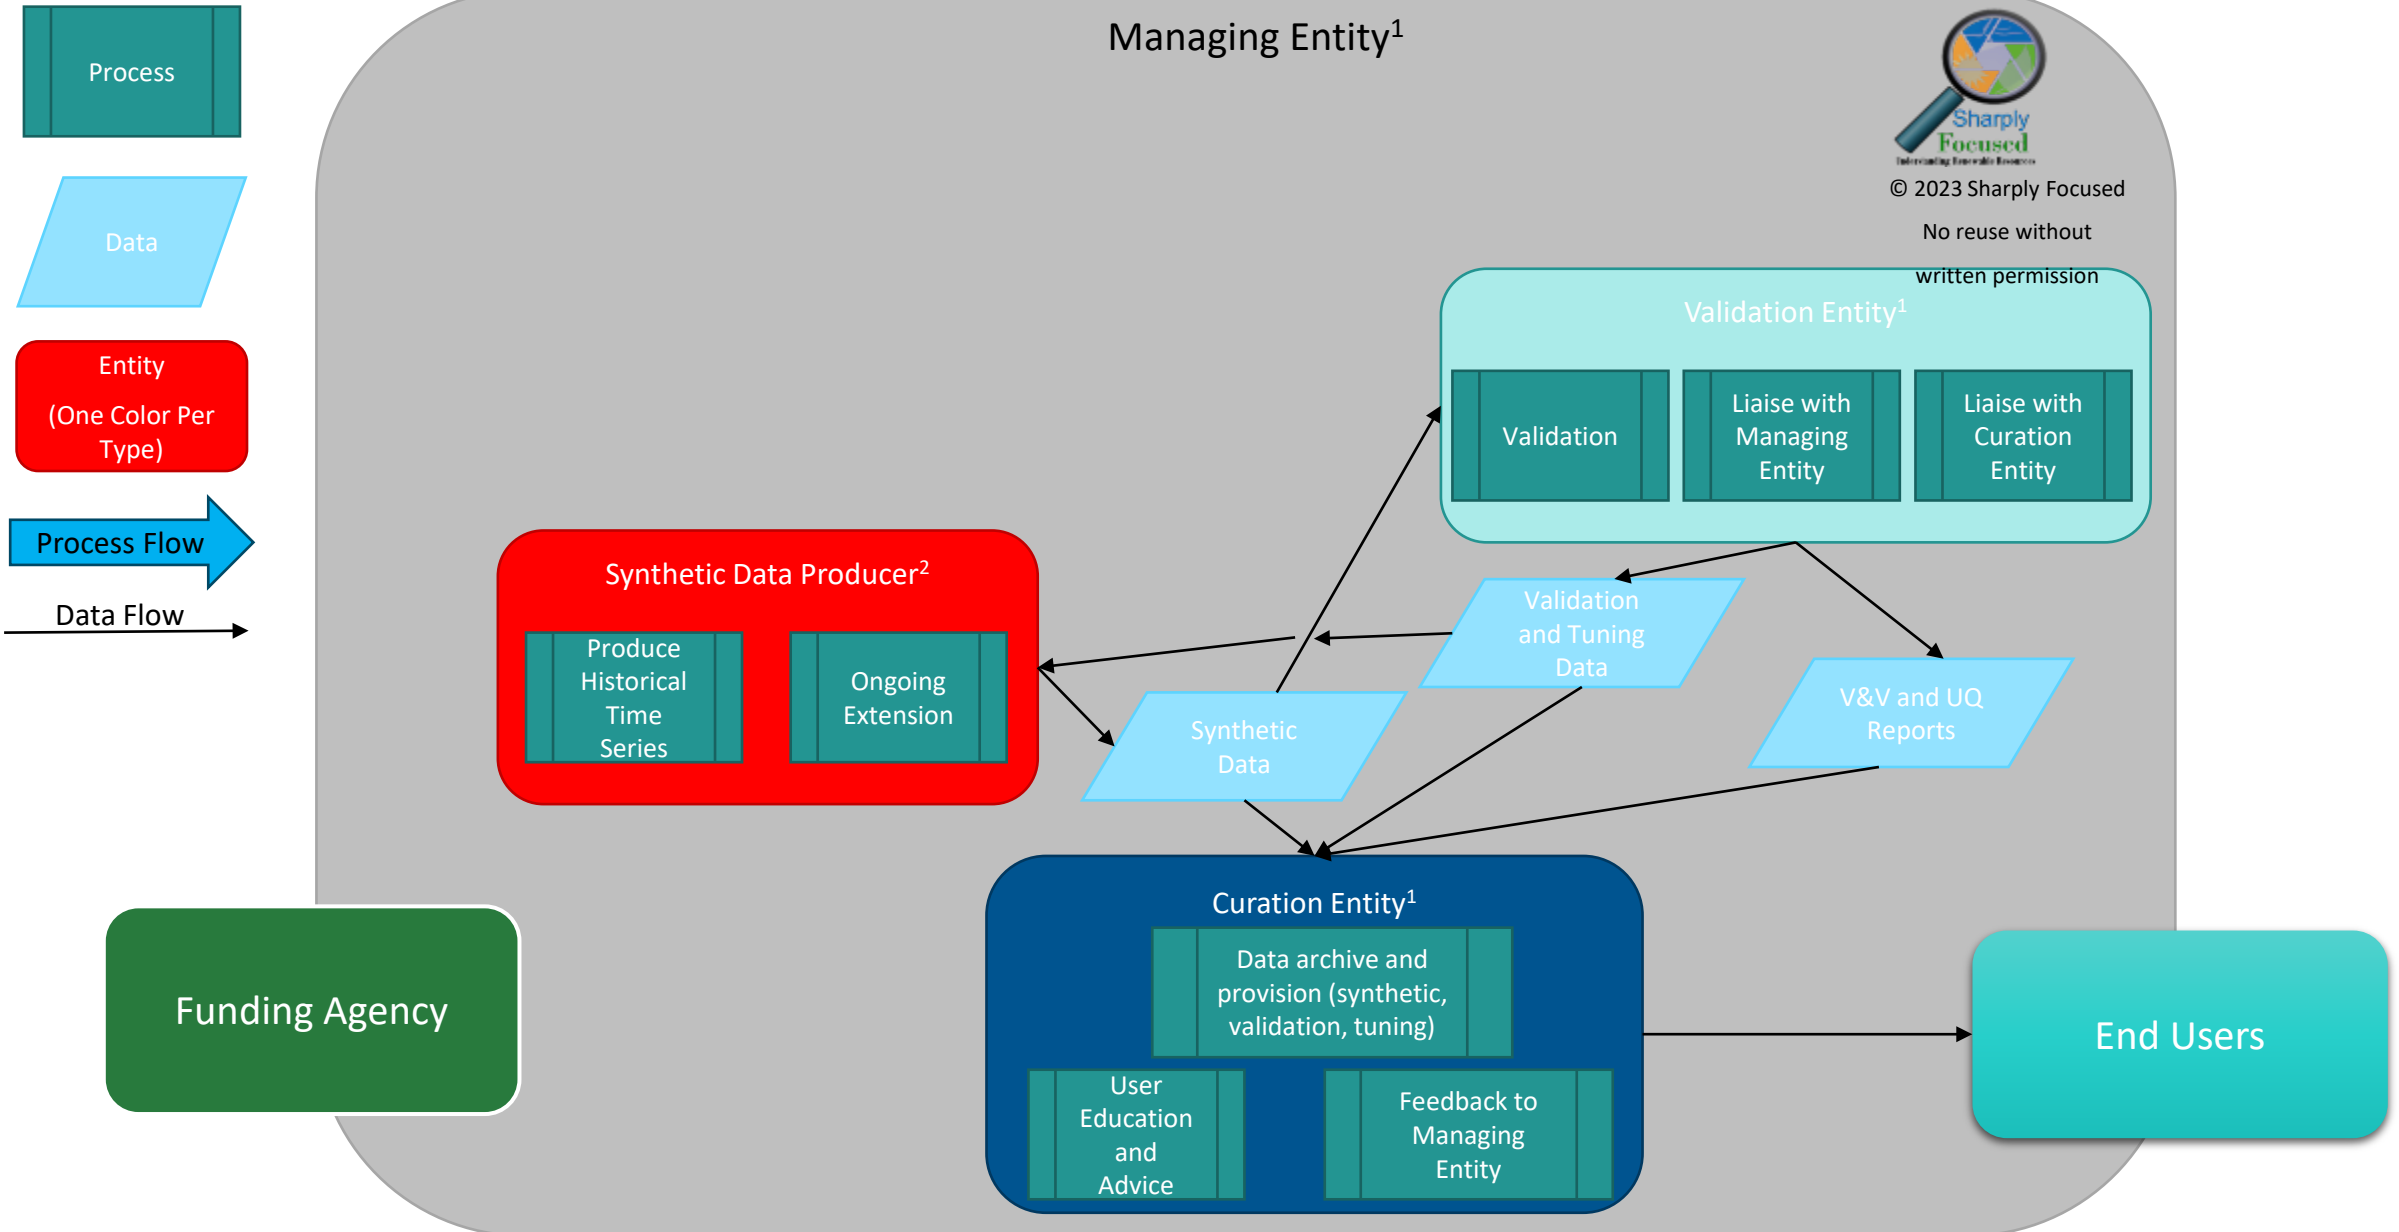 Managing Entity¹
Process
Data
Entity
(One Color Per
Type)
Process Flow
Data Flow
Sharply
Focused
Understanding Renewable Resources
© 2023 Sharply Focused
No reuse without
written permission
Validation Entity¹
Validation
Liaise with
Managing
Entity
Liaise with
Curation
Entity
Synthetic Data Producer²
Produce
Historical
Time
Series
Ongoing
Extension
Validation
and Tuning
Data
Synthetic
Data
V&V and UQ
Reports
Curation Entity¹
Data archive and
provision (synthetic,
validation, tuning)
User
Education
and
Advice
Feedback to
Managing
Entity
Funding Agency
End Users